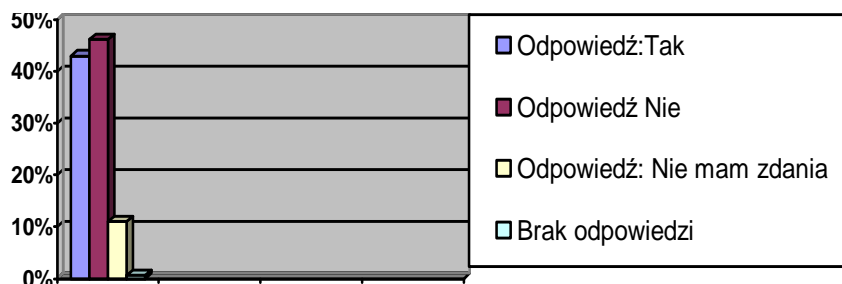 50%
40%
30%
20%
10%
0%
Odpowiedź:Tak
Odpowiedź Nie
Odpowiedź: Nie mam zdania
Brak odpowiedzi